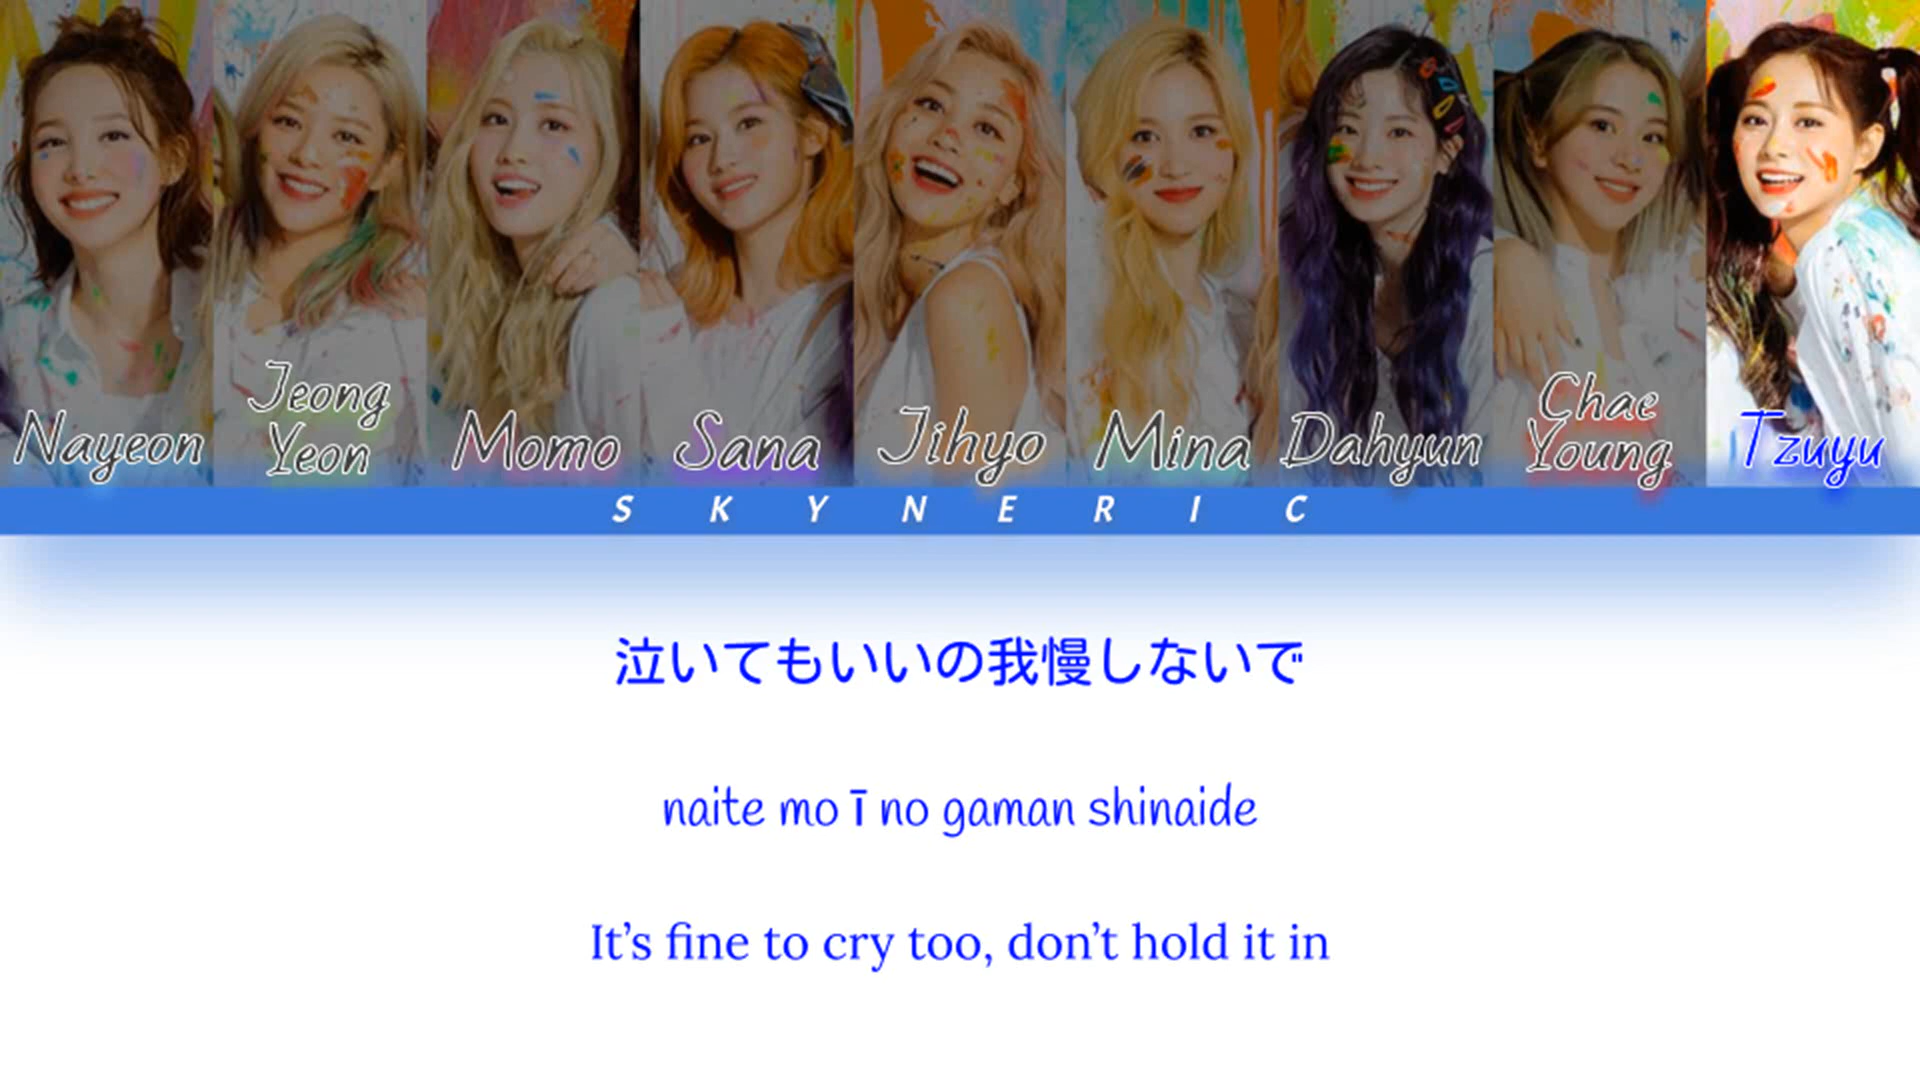 Nayeon
Jeong
Yeon
Momo
Sana
Jihyo
Mina
Dahyun
Chae
Young
Tzuyu
SKYNERIC
泣いてもいいの我慢しないで
naite mo ī no gaman shinaide
It’s fine to cry too, don’t hold it in